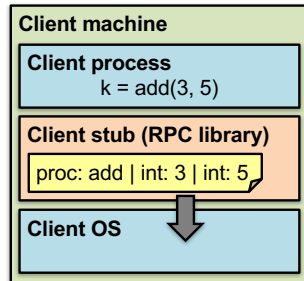 Client machine
Client process
k = add(3, 5)
Client stub (RPC library)
proc: add | int: 3 | int: 5
Client OS